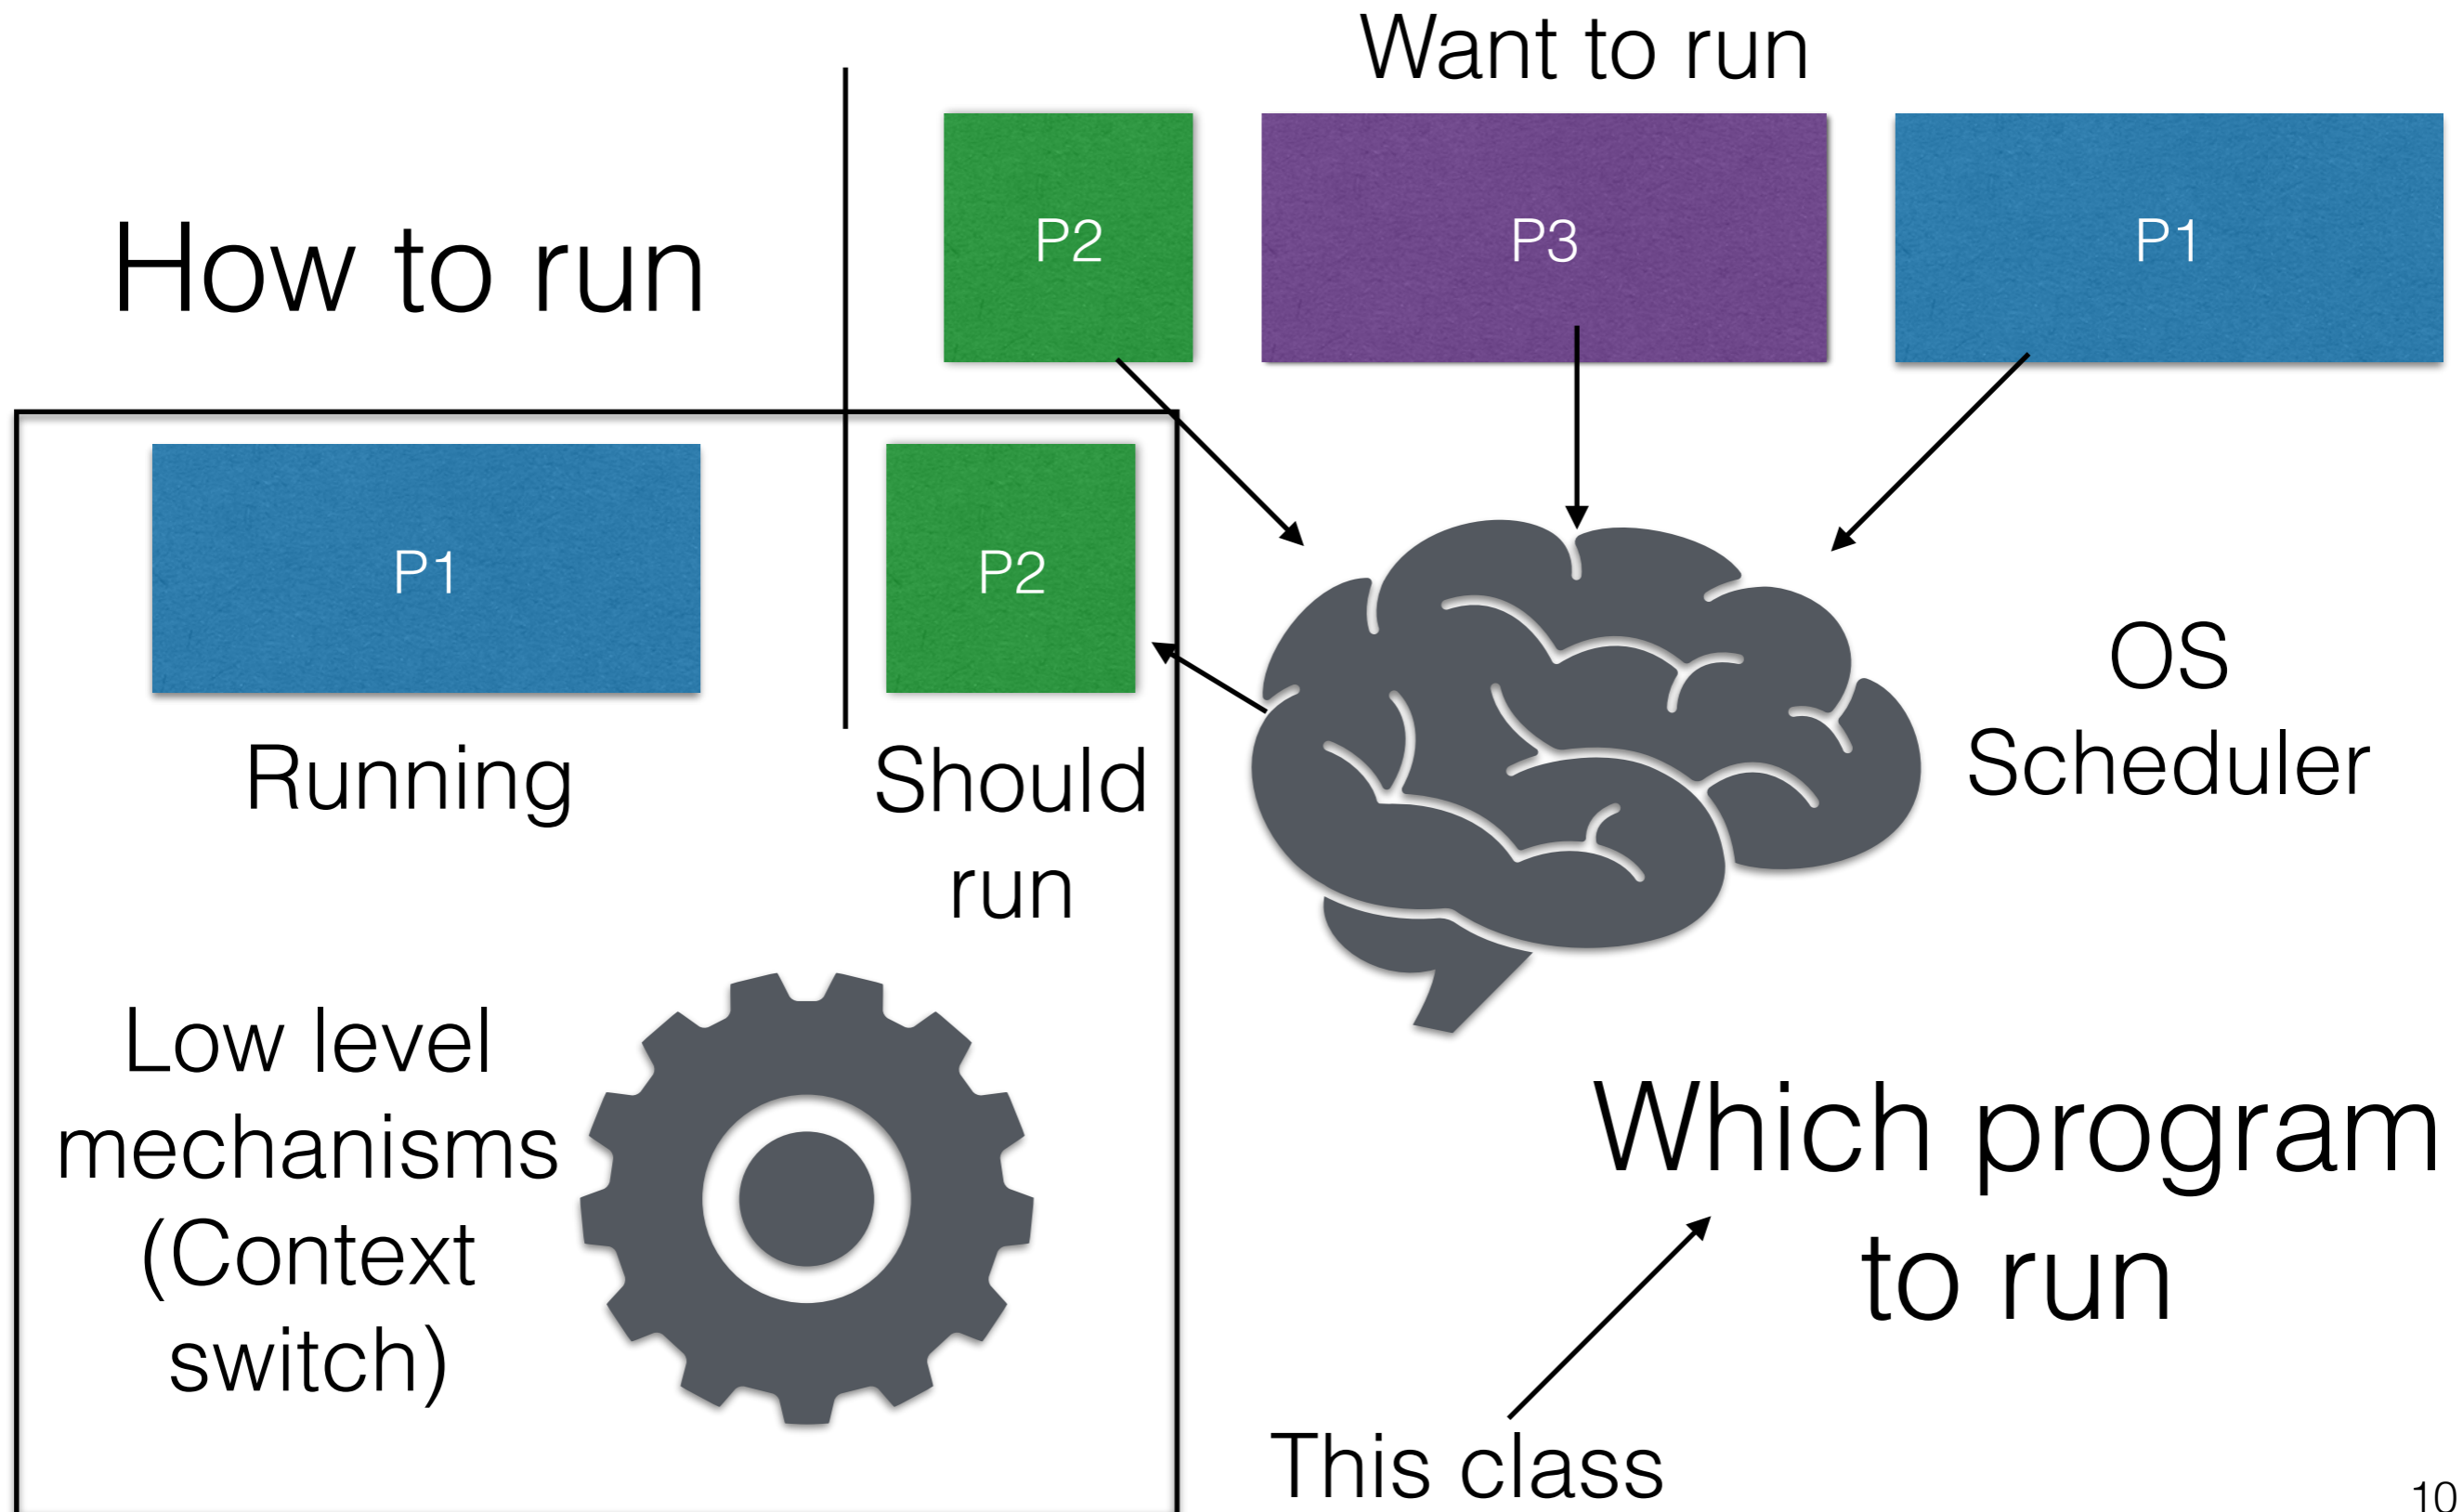 Want to run
How to run
P2
P3
P1
P1
P2
Running
Should
run
OS
Scheduler
Low level
mechanisms
(Context
switch)
Which program
to run
This class
10